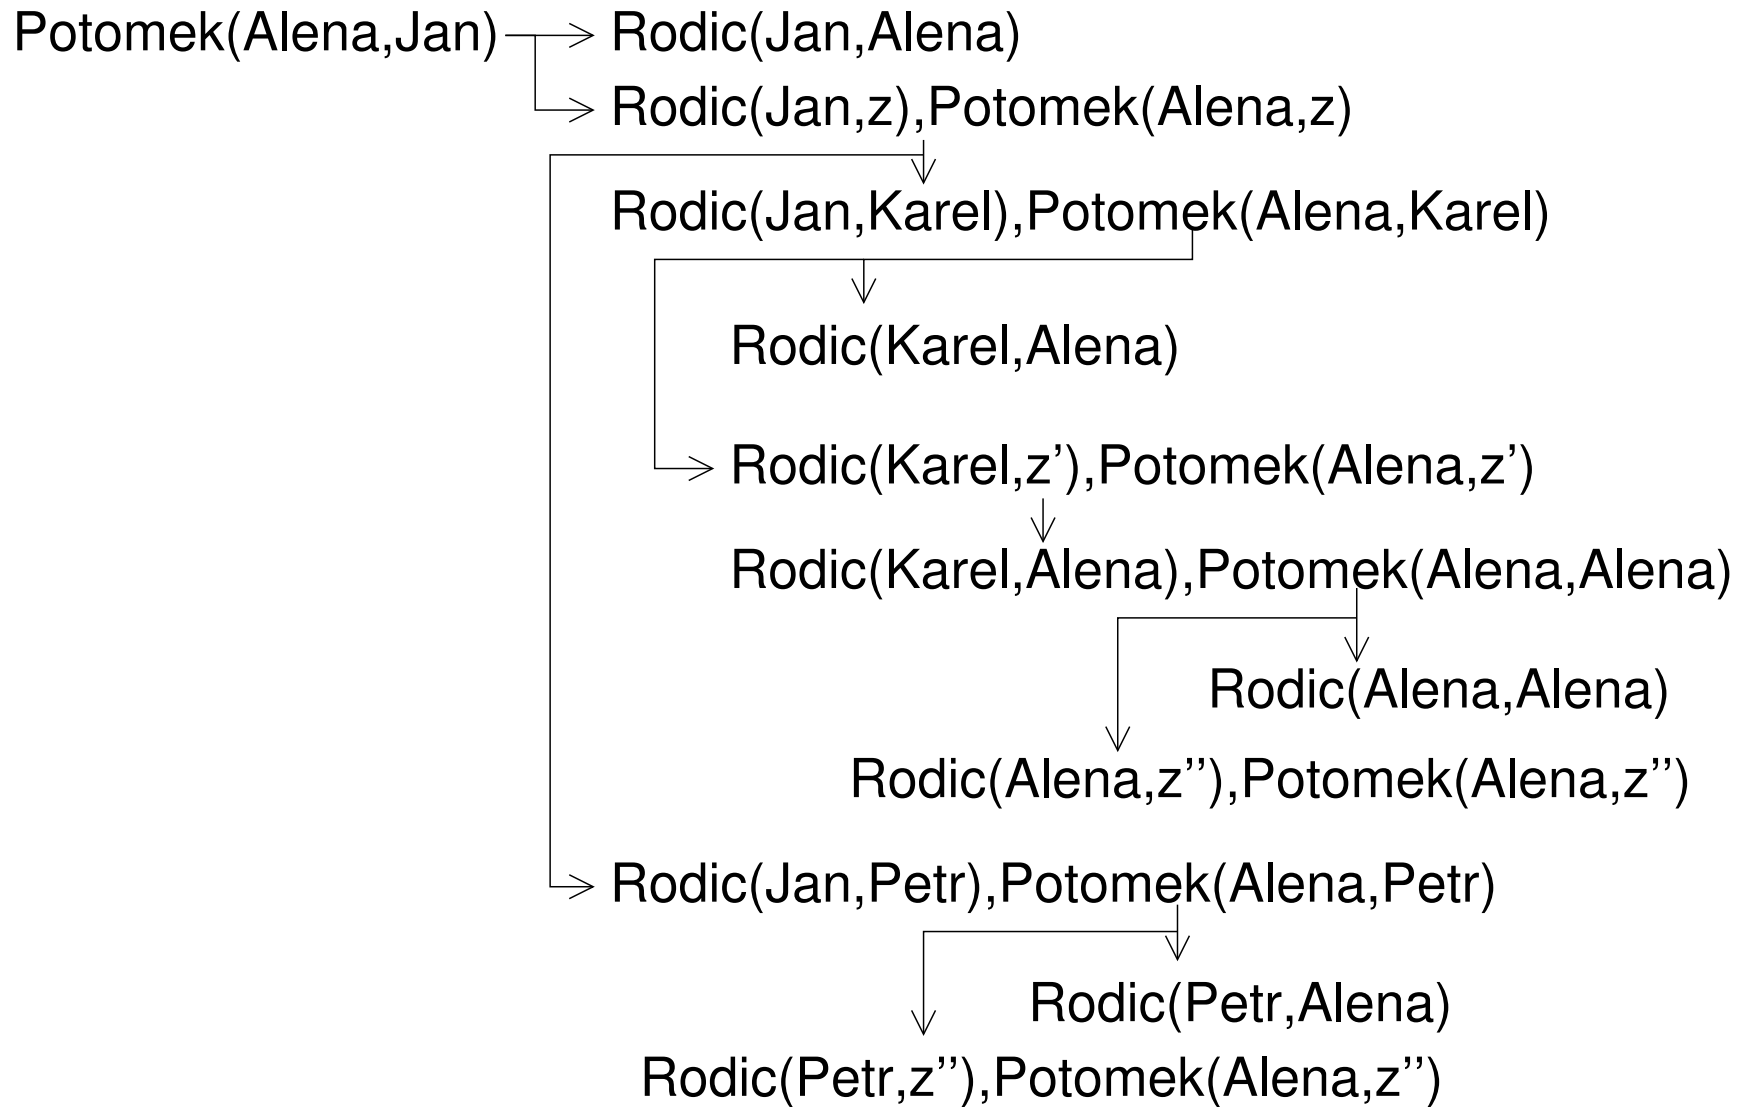 Potomek(Alena,Jan) Rodic(Jan,Alena)
Rodic(Jan,z),Potomek(Alena,z)
Rodic(Jan,Karel),Potomek(Alena,Karel)
Rodic(Karel,Alena)
Rodic(Karel,z'),Potomek(Alena,z')
Rodic(Karel,Alena),Potomek(Alena,Alena)
Rodic(Alena,Alena)
Rodic(Alena,z''),Potomek(Alena,z'')
Rodic(Jan,Petr),Potomek(Alena,Petr)
Rodic(Petr,Alena)
Rodic(Petr,z''),Potomek(Alena,z'')